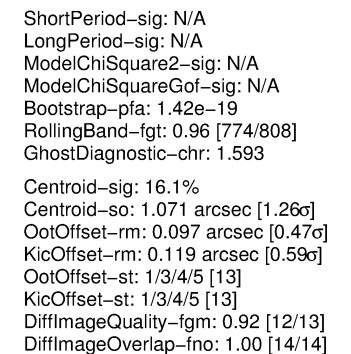 ShortPeriod−sig: N/A
LongPeriod−sig: N/A
ModelChiSquare2−sig: N/A
ModelChiSquareGof−sig: N/A
Bootstrap−pfa: 1.42e−19
RollingBand−fgt: 0.96 [774/808]
GhostDiagnostic−chr: 1.593
Centroid−sig: 16.1%
Centroid−so: 1.071 arcsec [1.26σ]
OotOffset−rm: 0.097 arcsec [0.47σ]
KicOffset−rm: 0.119 arcsec [0.59σ]
OotOffset−st: 1/3/4/5 [13]
KicOffset−st: 1/3/4/5 [13]
DiffImageQuality−fgm: 0.92 [12/13]
DiffImageOverlap−fno: 1.00 [14/14]